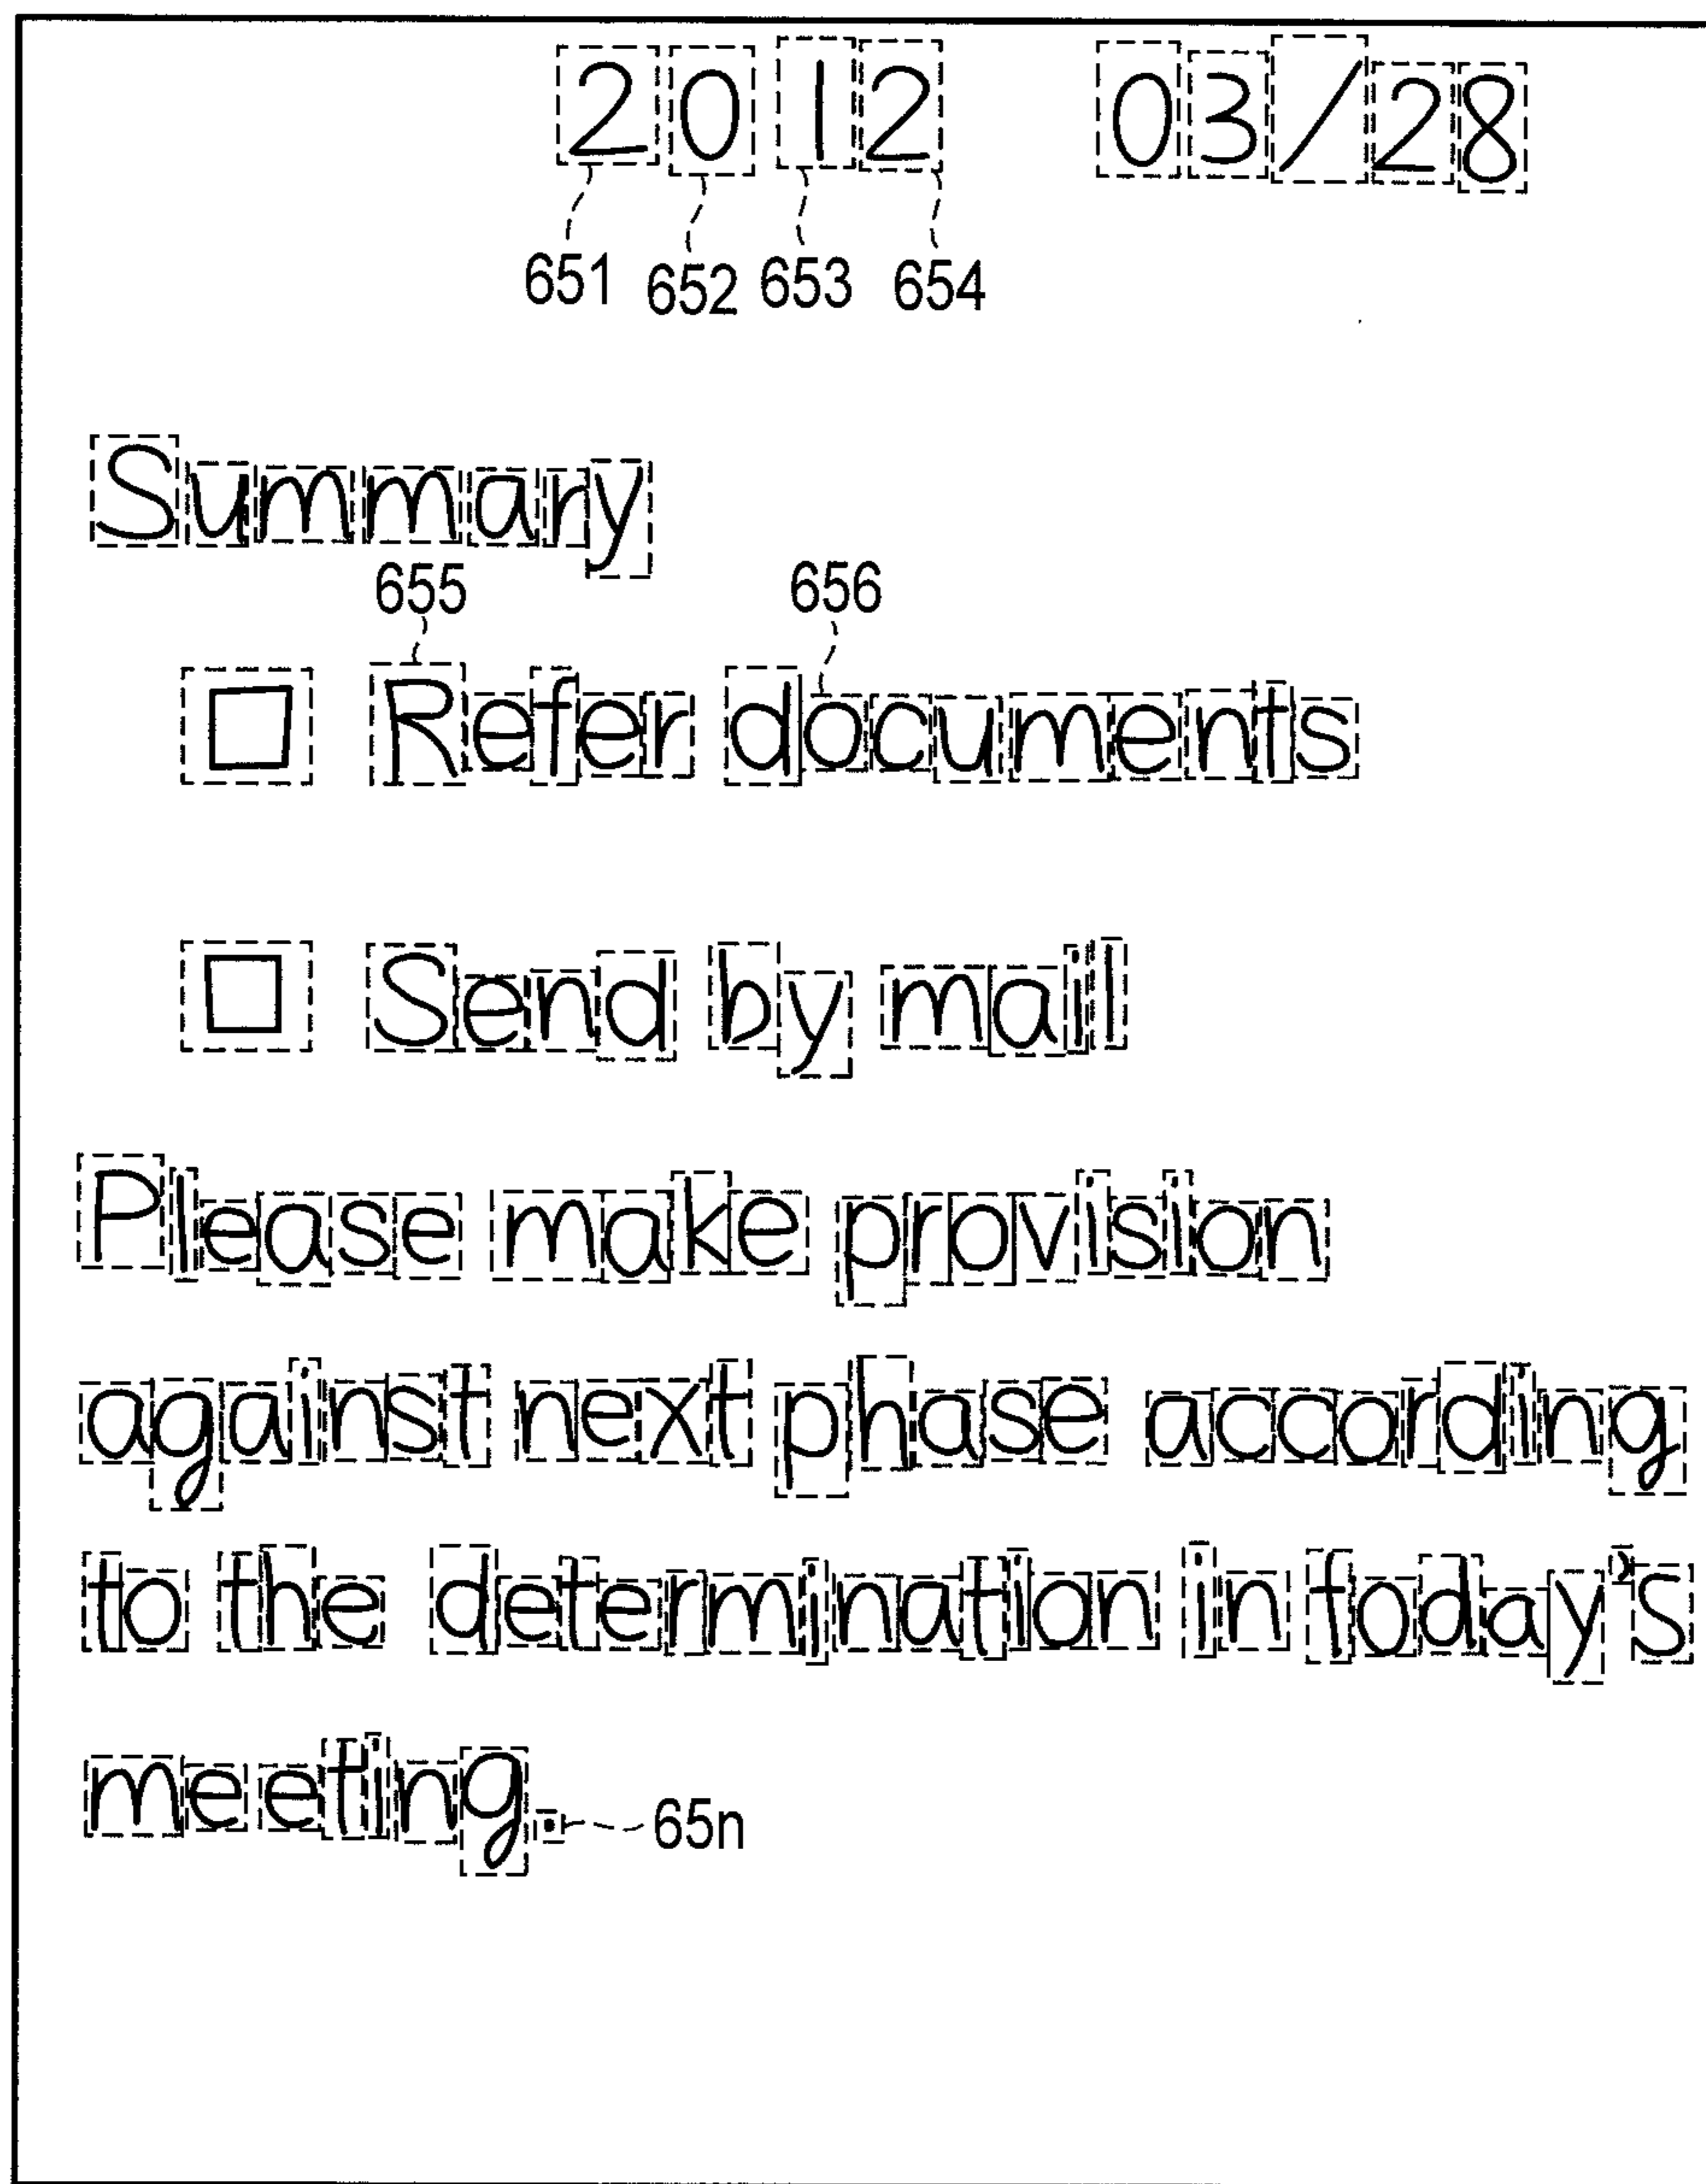 2012 03/28
651 652 653 654
Summary
655 656
□ Refer documents
□ Send by mail
Please make provision
against next phase according
to the determination in today's
meeting.
65n